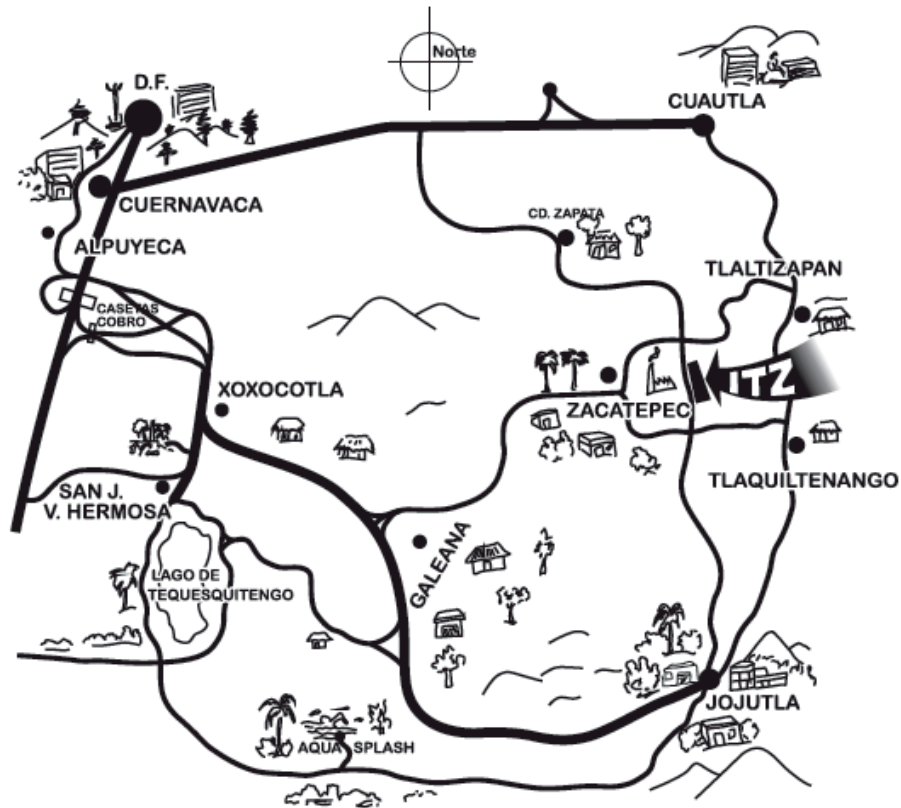 Norte
D.F.
CUAUTLA
CUERNAVACA
CD. ZAPATA
ALPUYECA
TLALTIZAPAN
CASETAS
COBRO
ITZ
XOXOCOTLA
ZACATEPEC
TLAQUILTENANGO
SAN J.
V. HERMOSA
GALEANA
LAGO DE
TEQUESQUITENGO
JOJUTLA
AQUA SPLASH